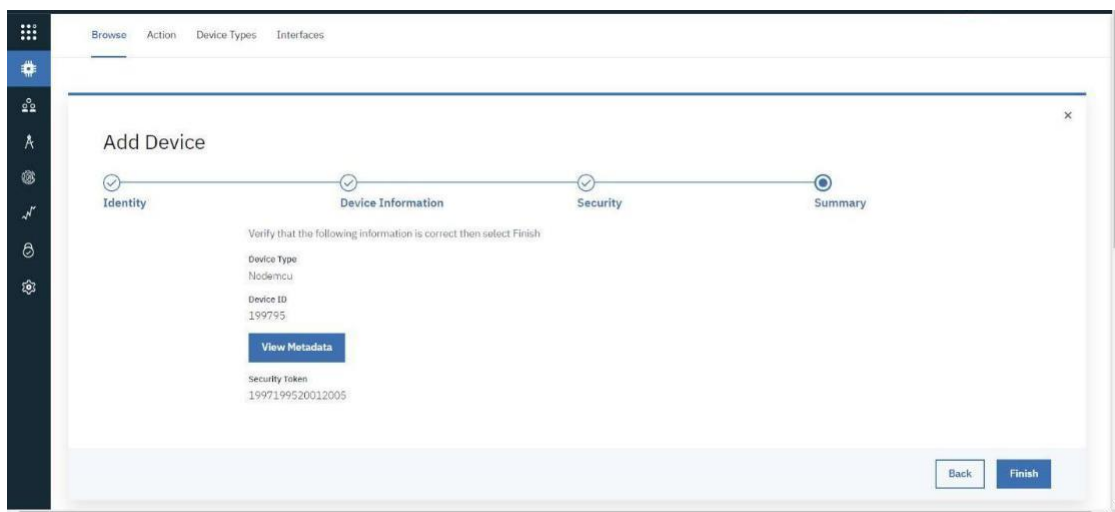 Browse Action Device Types Interfaces
Add Device
Identity Device Information Security Summary
Verify that the following information is correct then select Finish
Device Type
Nodemcu
Device ID
199795
View Metadata
Security Token
1997199520012005
Back Finish